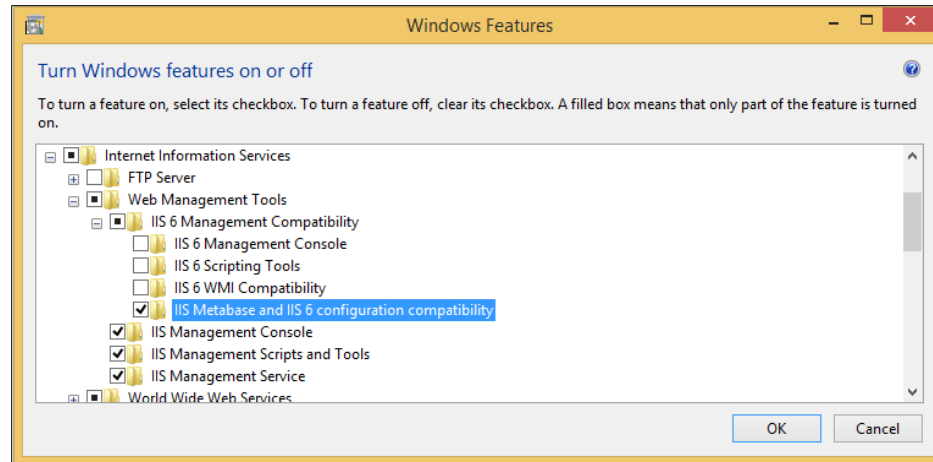 Windows Features
Turn Windows features on or off
To turn a feature on, select its checkbox. To turn a feature off, clear its checkbox. A filled box means that only part of the feature is turned
on.
Internet Information Services
FTP Server
Web Management Tools
IIS 6 Management Compatibility
IIS 6 Management Console
IIS 6 Scripting Tools
IIS 6 WMI Compatibility
IIS Metabase and IIS 6 configuration compatibility
IIS Management Console
IIS Management Scripts and Tools
IIS Management Service
World Wide Web Services
OK Cancel